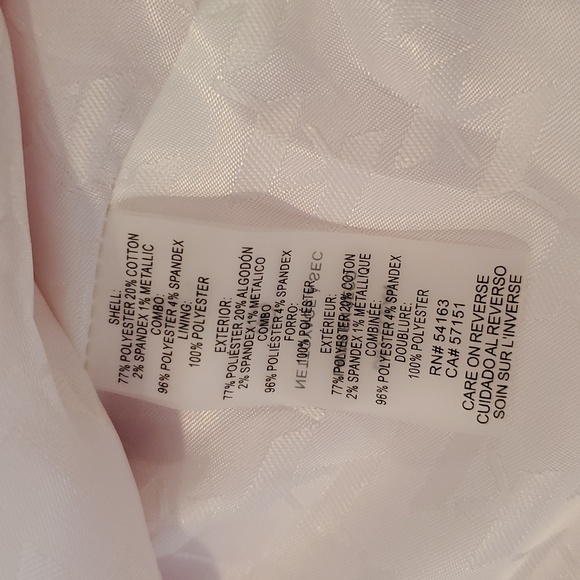 SHELL:
77% POLYESTER 20% COTTON
2% SPANDEX 1% METALLIC
COMBO:
96% POLYESTER 4% SPANDEX
LINING:
100% POLYESTER
EXTERIOR:
77% POLIÉSTER 20% ALGODÓN
2% SPANDEX 1% METALICO
COMBO
96% POLIÉSTER 4% SPANDEX
FORRO:
100% POLIÉSTER
EXTÉRIEUR:
77% POLYESTER 20% COTON
2% SPANDEX 1% MÉTALLIQUE
COMBINÉE:
96% POLYESTER 4% SPANDEX
DOUBLURE:
100% POLYESTER
RN# 54163
CA# 57151
CARE ON REVERSE
CUIDADO AL REVERSO
SOIN SUR L'INVERSE